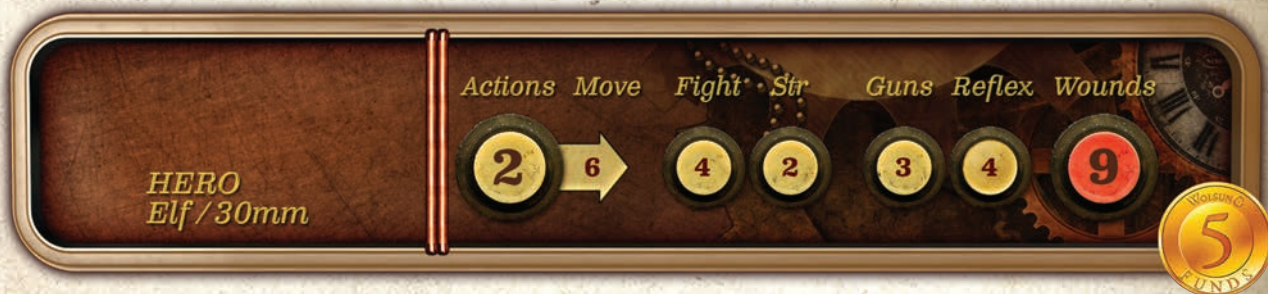 Actions Move Fight Str Guns Reflex Wounds
2 6 4 2 3 4 9
HERO
Elf / 30mm
WOLSUNG
5
FUNDS